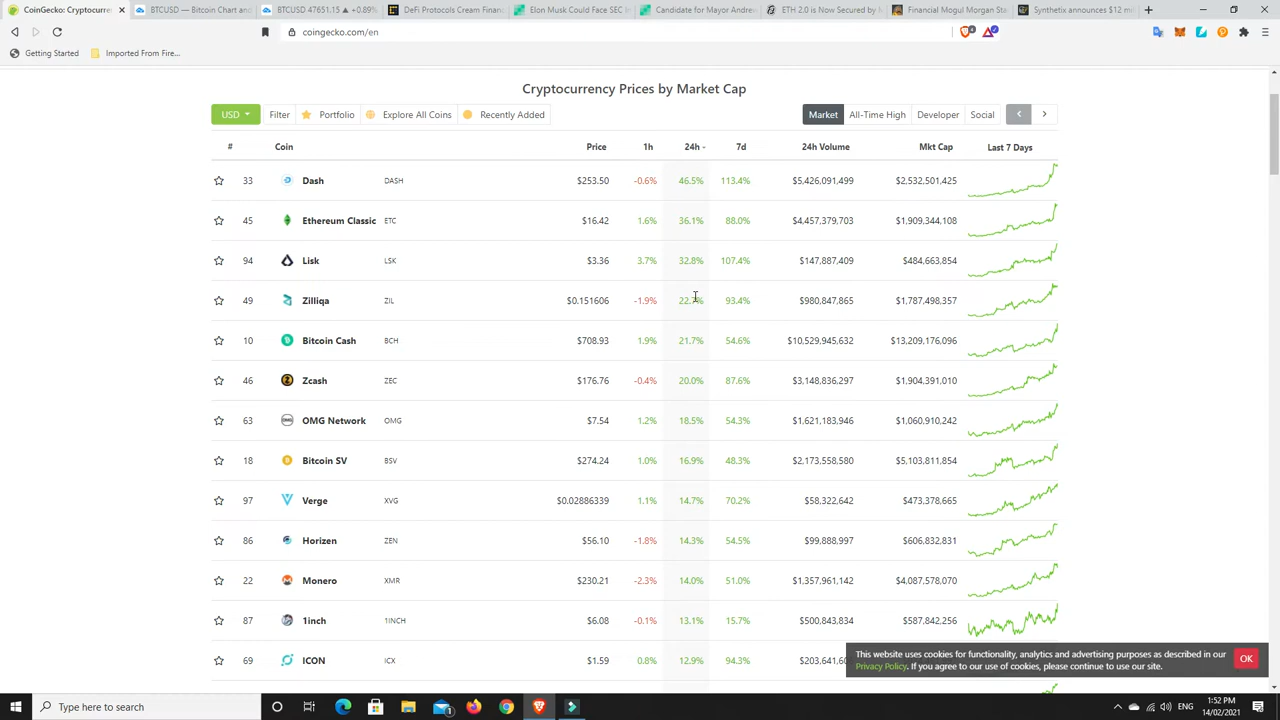 CoinGecko: Cryptocurren
BTCUSD — Bitcoin Chart and
BTCUSD 47651.15 ▲ +0.89%
DeFi Protocols Cream Financ
Elon Musk Could Face SEC I
Candidate for Mayor Affirm
ETH 2.0 is Now Secured by M
Financial Mogul Morgan Sta
Synthetix announces $12 mi
coingecko.com/en
Getting Started
Imported From Firef...
Cryptocurrency Prices by Market Cap
USD Filter Portfolio Explore All Coins Recently Added Market All-Time High Developer Social
# Coin Price 1h 24h 7d 24h Volume Mkt Cap Last 7 Days
33 Dash DASH $253.50 -0.6% 46.5% 113.4% $5,426,091,499 $2,532,501,425
45 Ethereum Classic ETC $16.42 1.6% 36.1% 88.0% $4,457,379,703 $1,909,344,108
94 Lisk LSK $3.36 3.7% 32.8% 107.4% $147,887,409 $484,663,854
49 Zilliqa ZIL $0.151606 -1.9% 93.4% $980,847,865 $1,787,498,357
10 Bitcoin Cash BCH $708.93 1.9% 21.7% 54.6% $10,529,945,632 $13,209,176,096
46 Zcash ZEC $176.76 -0.4% 20.0% 87.6% $3,148,836,297 $1,904,391,010
63 OMG Network OMG $7.54 1.2% 18.5% 54.3% $1,621,183,946 $1,060,910,242
18 Bitcoin SV BSV $274.24 1.0% 16.9% 48.3% $2,173,558,580 $5,103,811,854
97 Verge XVG $0.02886339 1.1% 14.7% 70.2% $58,322,642 $473,378,665
86 Horizen ZEN $56.10 -1.8% 14.3% 54.5% $99,888,997 $606,832,831
22 Monero XMR $230.21 -2.3% 14.0% 51.0% $1,357,961,142 $4,087,578,070
87 1inch 1INCH $6.08 -0.1% 13.1% 15.7% $500,843,834 $587,842,256
69 ICON ICX $1.59 0.8% 12.9% 94.3% $203,641,60
This website uses cookies for functionality, analytics and advertising purposes as described in our
Privacy Policy. If you agree to our use of cookies, please continue to use our site.
OK
Type here to search
ENG
1:52 PM
14/02/2021